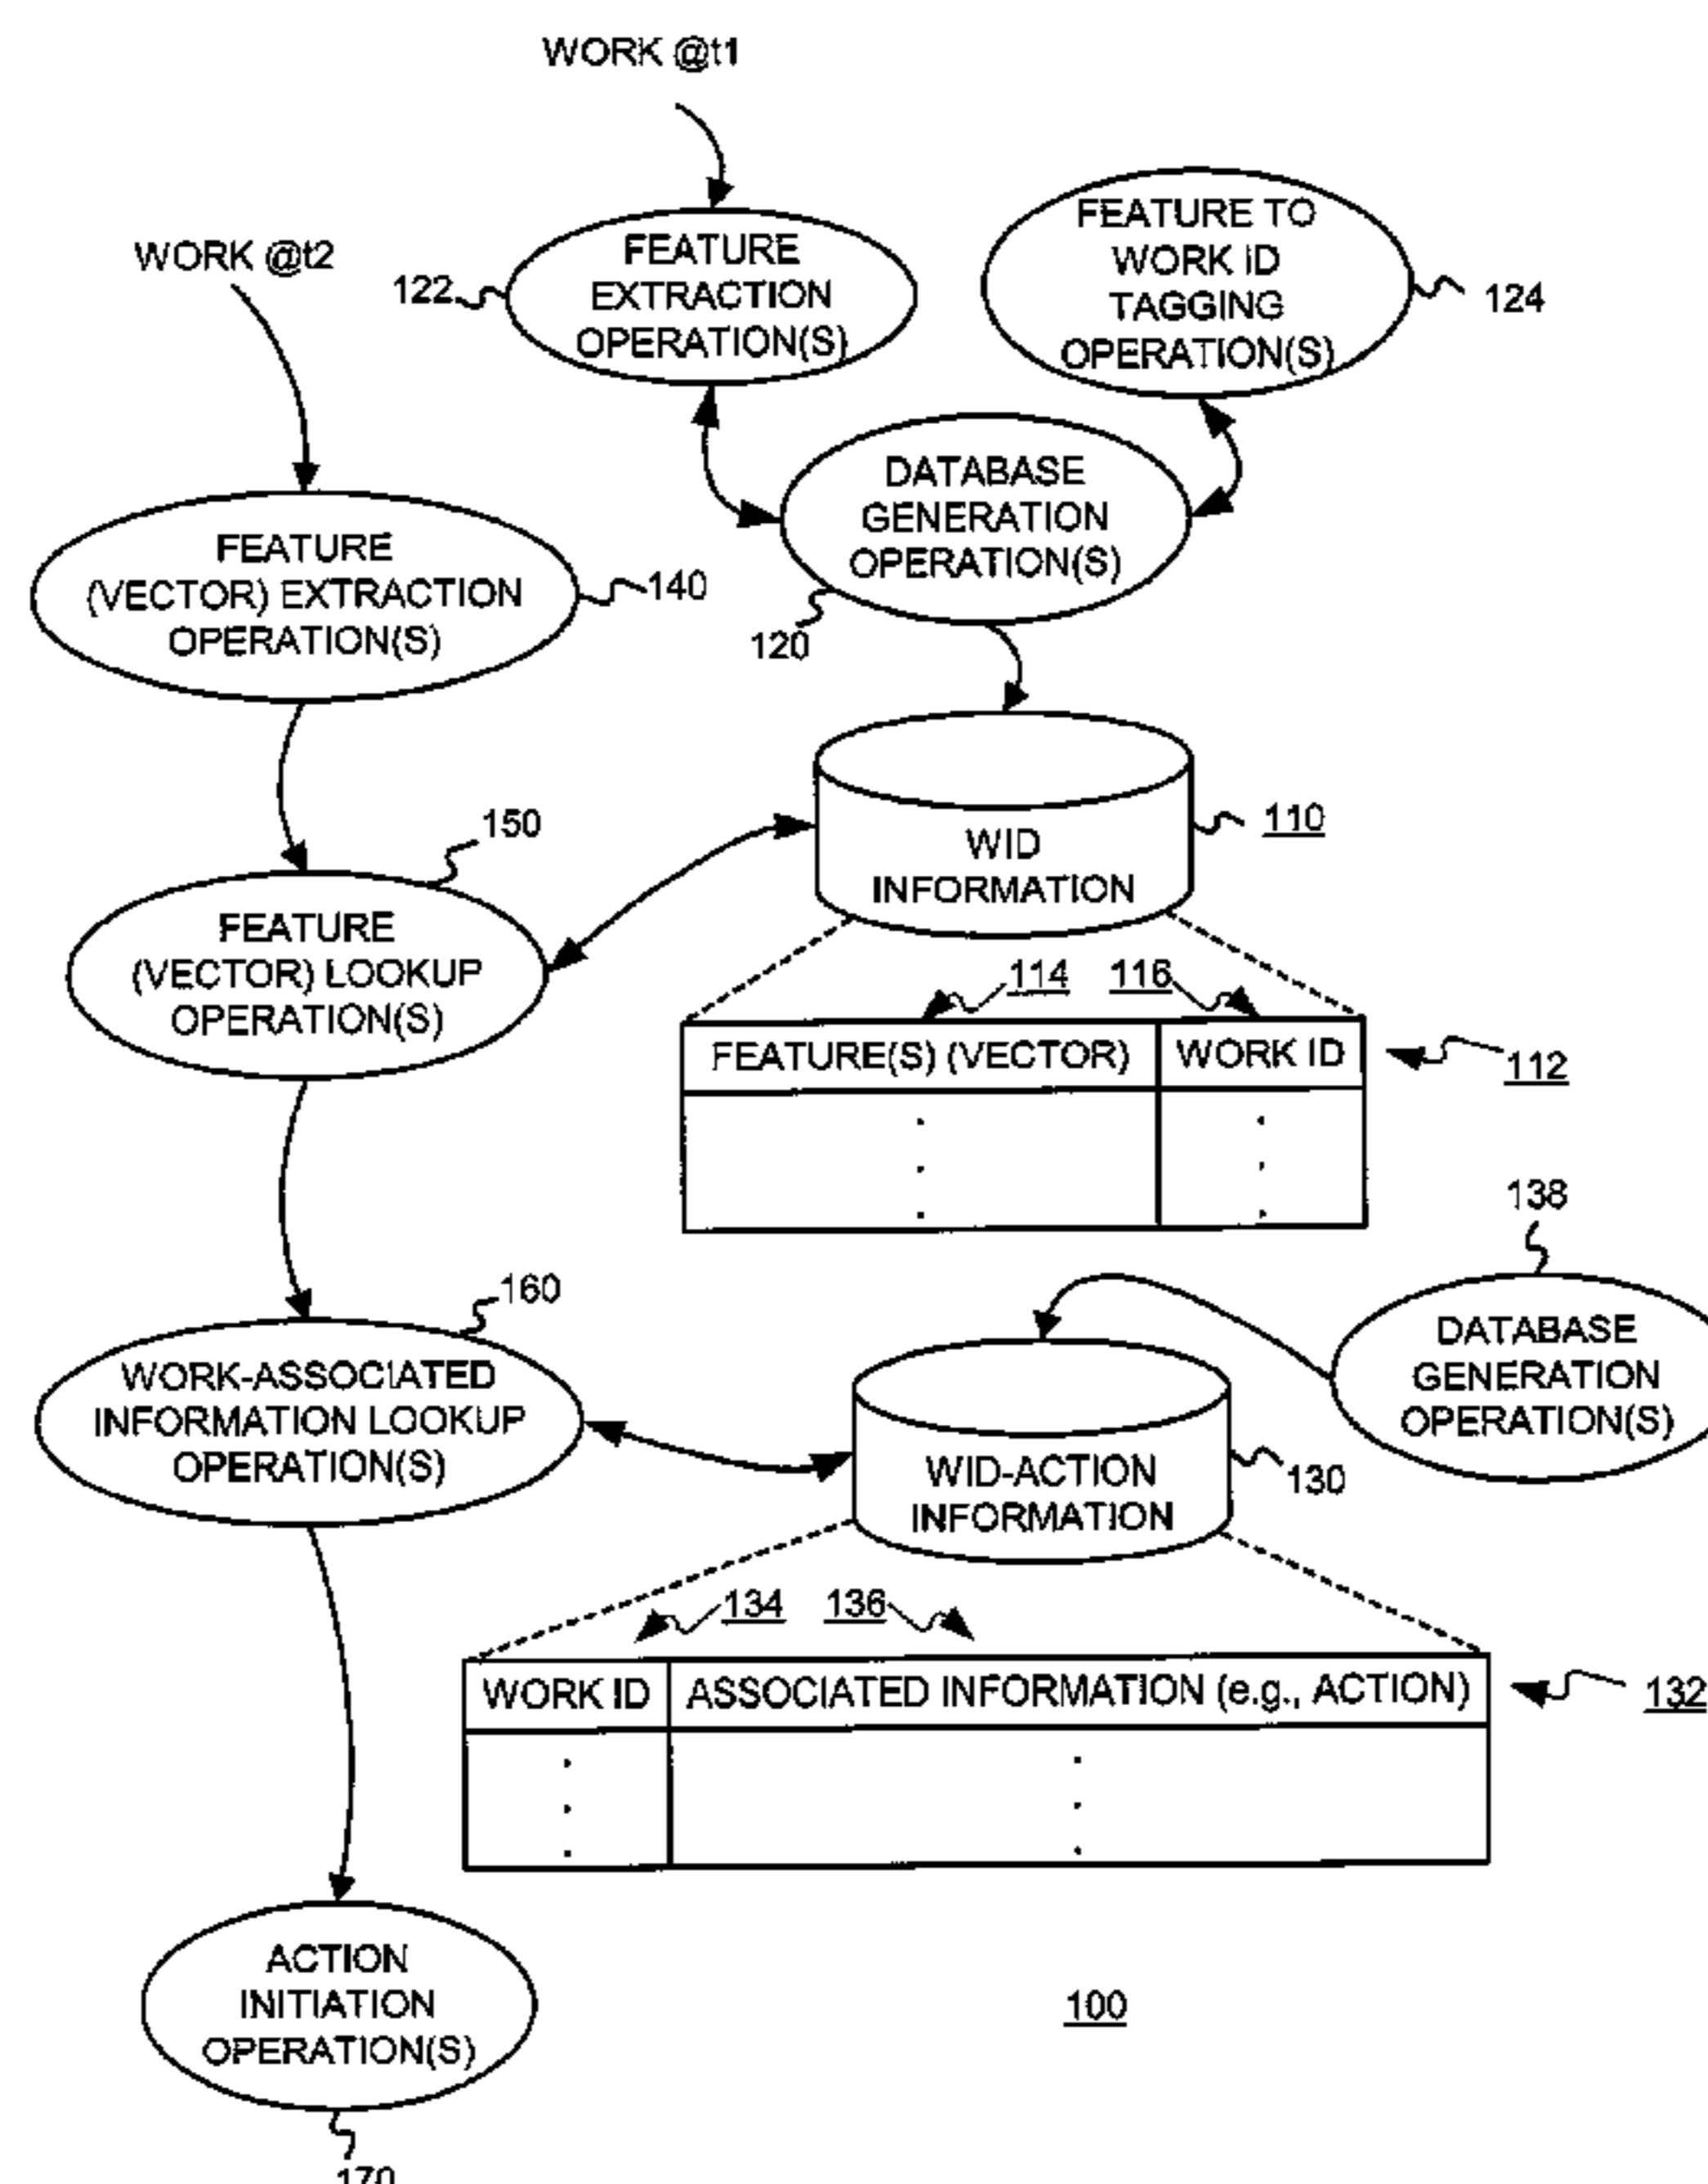 WORK @t1
WORK @t2
122
FEATURE
EXTRACTION
OPERATION(S)
FEATURE TO
WORK ID
TAGGING
OPERATION(S)
124
DATABASE
GENERATION
OPERATION(S)
120
FEATURE
(VECTOR) EXTRACTION
OPERATION(S)
140
WID
INFORMATION
110
150
FEATURE
(VECTOR) LOOKUP
OPERATION(S)
114
116
FEATURE(S) (VECTOR)
WORK ID
112
138
DATABASE
GENERATION
OPERATION(S)
160
WORK-ASSOCIATED
INFORMATION LOOKUP
OPERATION(S)
WID-ACTION
INFORMATION
130
134
136
WORK ID
ASSOCIATED INFORMATION (e.g., ACTION)
132
ACTION
INITIATION
OPERATION(S)
100
170